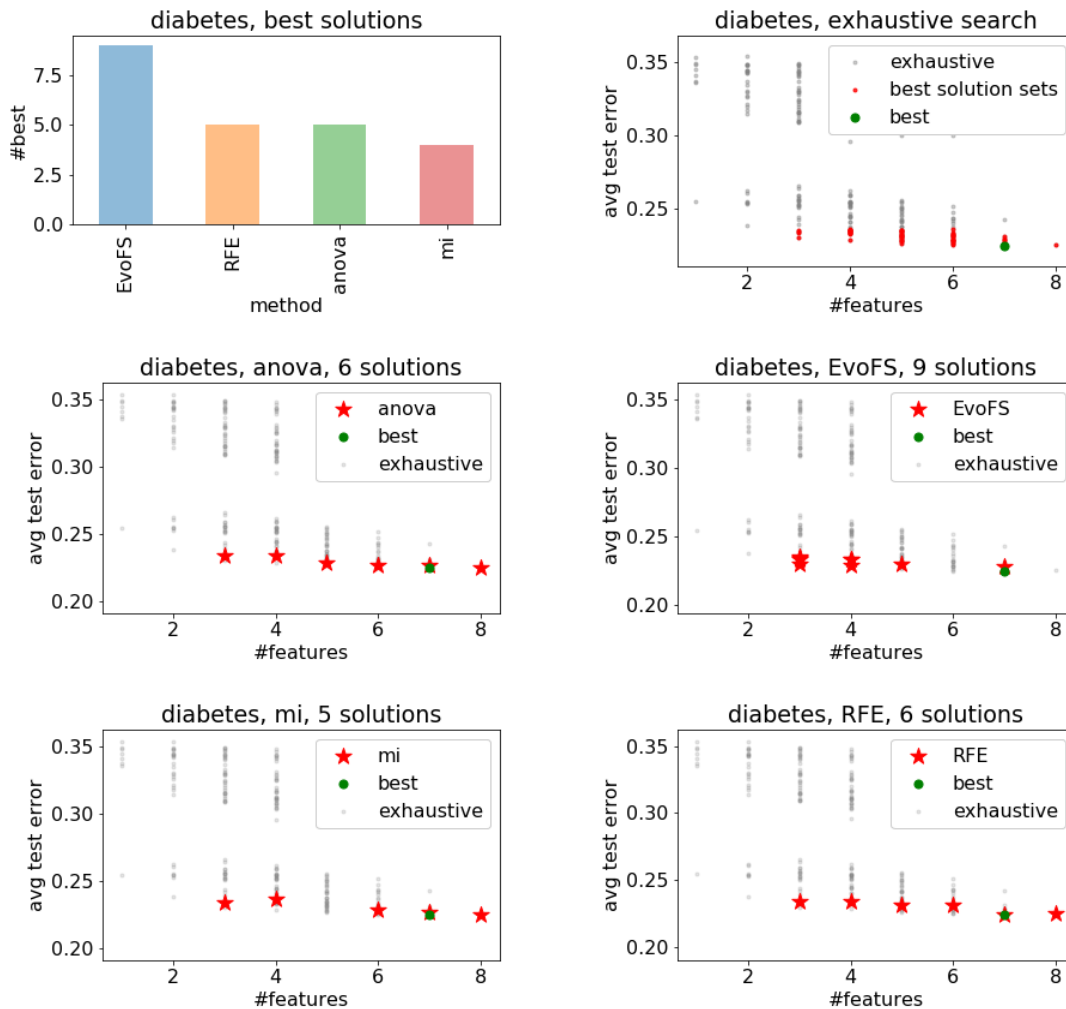 diabetes, best solutions
#best
7.5
5.0
2.5
0.0
EvoFS
RFE
anova
mi
method
diabetes, exhaustive search
avg test error
0.35
0.30
0.25
exhaustive
best solution sets
best
2
4
6
8
#features
diabetes, anova, 6 solutions
avg test error
0.35
0.30
0.25
0.20
anova
best
exhaustive
2
4
6
8
#features
diabetes, EvoFS, 9 solutions
avg test error
0.35
0.30
0.25
0.20
EvoFS
best
exhaustive
2
4
6
8
#features
diabetes, mi, 5 solutions
avg test error
0.35
0.30
0.25
0.20
mi
best
exhaustive
2
4
6
8
#features
diabetes, RFE, 6 solutions
avg test error
0.35
0.30
0.25
0.20
RFE
best
exhaustive
2
4
6
8
#features